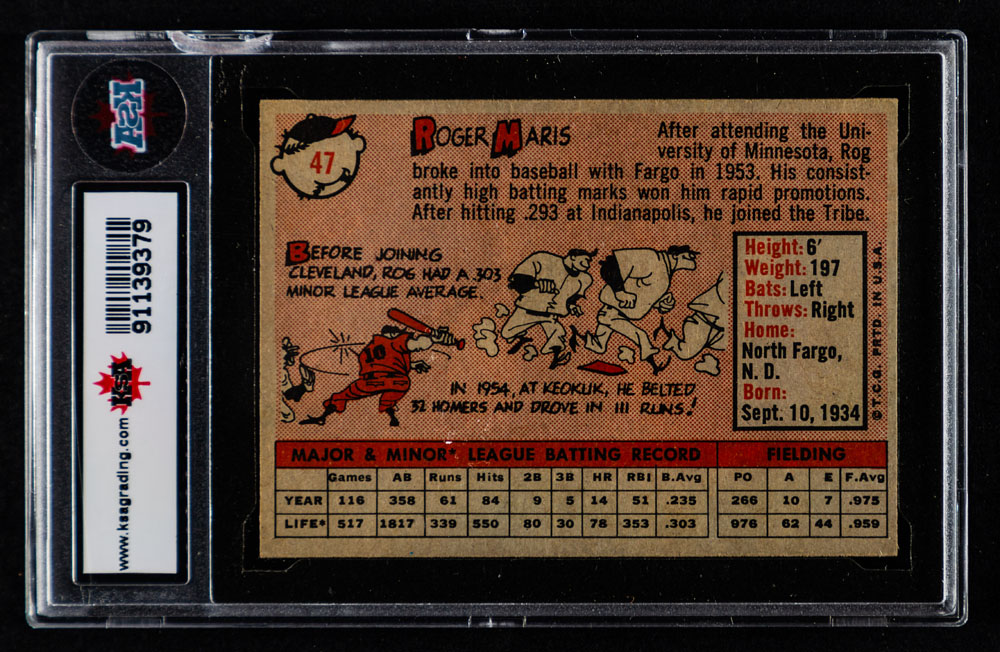 KSA
91139379
KSA
www.ksagrading.com
47
ROGER MARIS
After attending the Uni-
versity of Minnesota, Rog
broke into baseball with Fargo in 1953. His consist-
antly high batting marks won him rapid promotions.
After hitting .293 at Indianapolis, he joined the Tribe.
BEFORE JOINING
CLEVELAND, ROG HAD A .303
MINOR LEAGUE AVERAGE.
10
IN 1954, AT KEOKUK, HE BELTED
32 HOMERS AND DROVE IN 111 RUNS!
Height: 6'
Weight: 197
Bats: Left
Throws: Right
Home:
North Fargo,
N. D.
Born:
Sept. 10, 1934
© T.C.G. PRTD. IN U.S.A.
MAJOR & MINOR* LEAGUE BATTING RECORD FIELDING
Games AB Runs Hits 2B 3B HR RBI B.Avg PO A E F.Avg
YEAR 116 358 61 84 9 5 14 51 .235 266 10 7 .975
LIFE* 517 1817 339 550 80 30 78 353 .303 976 62 44 .959